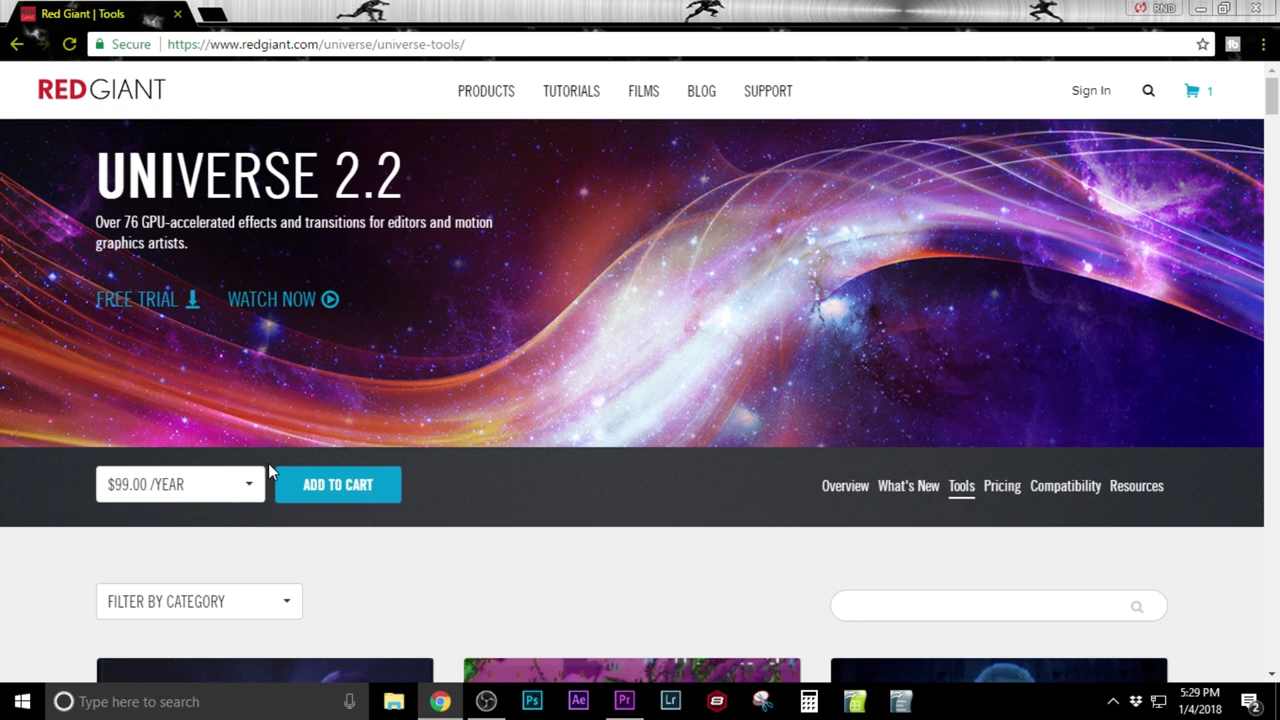 Red Giant | Tools
RND
Secure
https://www.redgiant.com/universe/universe-tools/
REDGIANT
PRODUCTS
TUTORIALS
FILMS
BLOG
SUPPORT
Sign In
1
UNIVERSE 2.2
Over 76 GPU-accelerated effects and transitions for editors and motion
graphics artists.
FREE TRIAL
WATCH NOW
$99.00 /YEAR
ADD TO CART
Overview
What's New
Tools
Pricing
Compatibility
Resources
FILTER BY CATEGORY
Type here to search
Ps
Ae
Pr
Lr
5:29 PM
1/4/2018
2